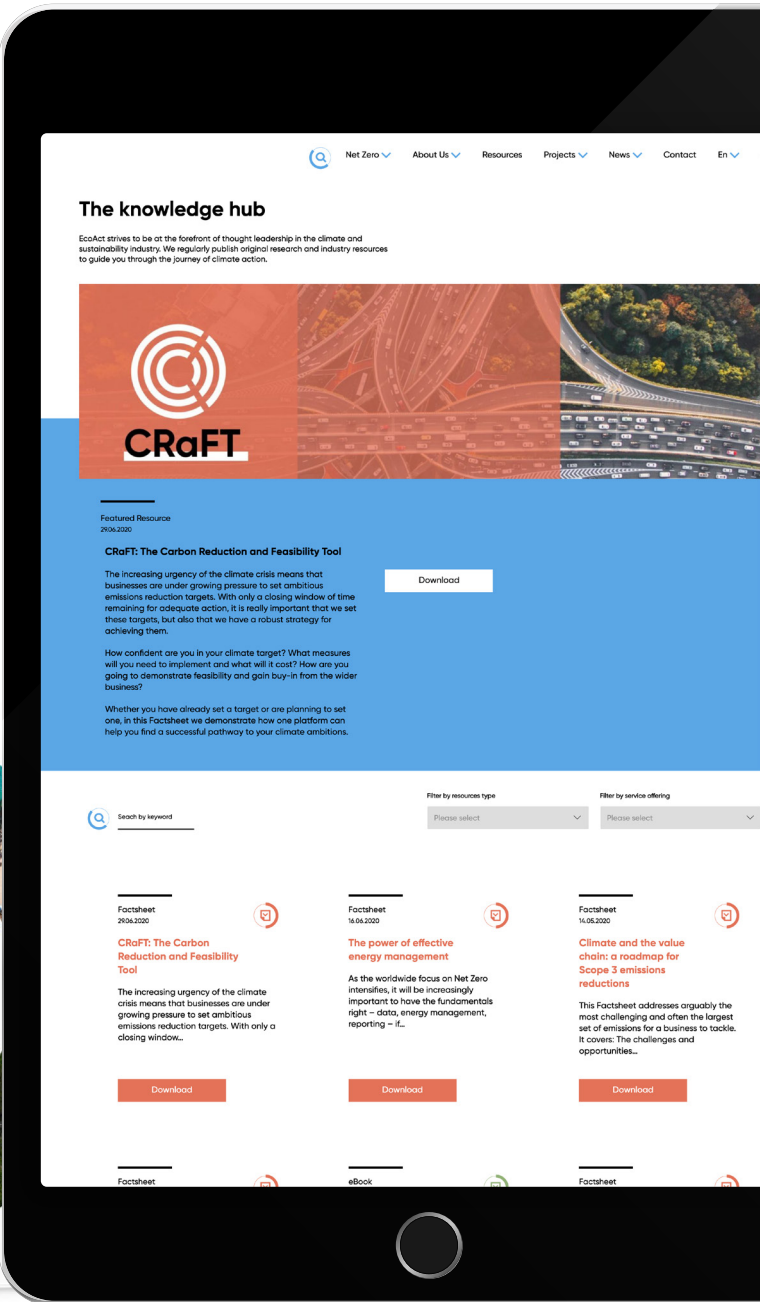 Net Zero
About Us
Resources
Projects
News
Contact
En
The knowledge hub
EcoAct strives to be at the forefront of thought leadership in the climate and
sustainability industry. We regularly publish original research and industry resources
to guide you through the journey of climate action.
CRaFT
Featured Resource
29.06.2020
CRaFT: The Carbon Reduction and Feasibility Tool
Download
The increasing urgency of the climate crisis means that
businesses are under growing pressure to set ambitious
emissions reduction targets. With only a closing window of time
remaining for adequate action, it is really important that we set
these targets, but also that we have a robust strategy for
achieving them.
How confident are you in your climate target? What measures
will you need to implement and what will it cost? How are you
going to demonstrate feasibility and gain buy-in from the wider
business?
Whether you have already set a target or are planning to set
one, in this Factsheet we demonstrate how one platform can
help you find a successful pathway to your climate ambitions.
Seach by keyword
Filter by resources type
Please select
Filter by service offering
Please select
Factsheet
29.06.2020
CRaFT: The Carbon
Reduction and Feasibility
Tool
The increasing urgency of the climate
crisis means that businesses are under
growing pressure to set ambitious
emissions reduction targets. With only a
closing window...
Download
Factsheet
16.06.2020
The power of effective
energy management
As the worldwide focus on Net Zero
intensifies, it will be increasingly
important to have the fundamentals
right – data, energy management,
reporting – if...
Download
Factsheet
14.05.2020
Climate and the value
chain: a roadmap for
Scope 3 emissions
reductions
This Factsheet addresses arguably the
most challenging and often the largest
set of emissions for a business to tackle.
It covers: The challenges and
opportunities...
Download
Factsheet
eBook
Factsheet